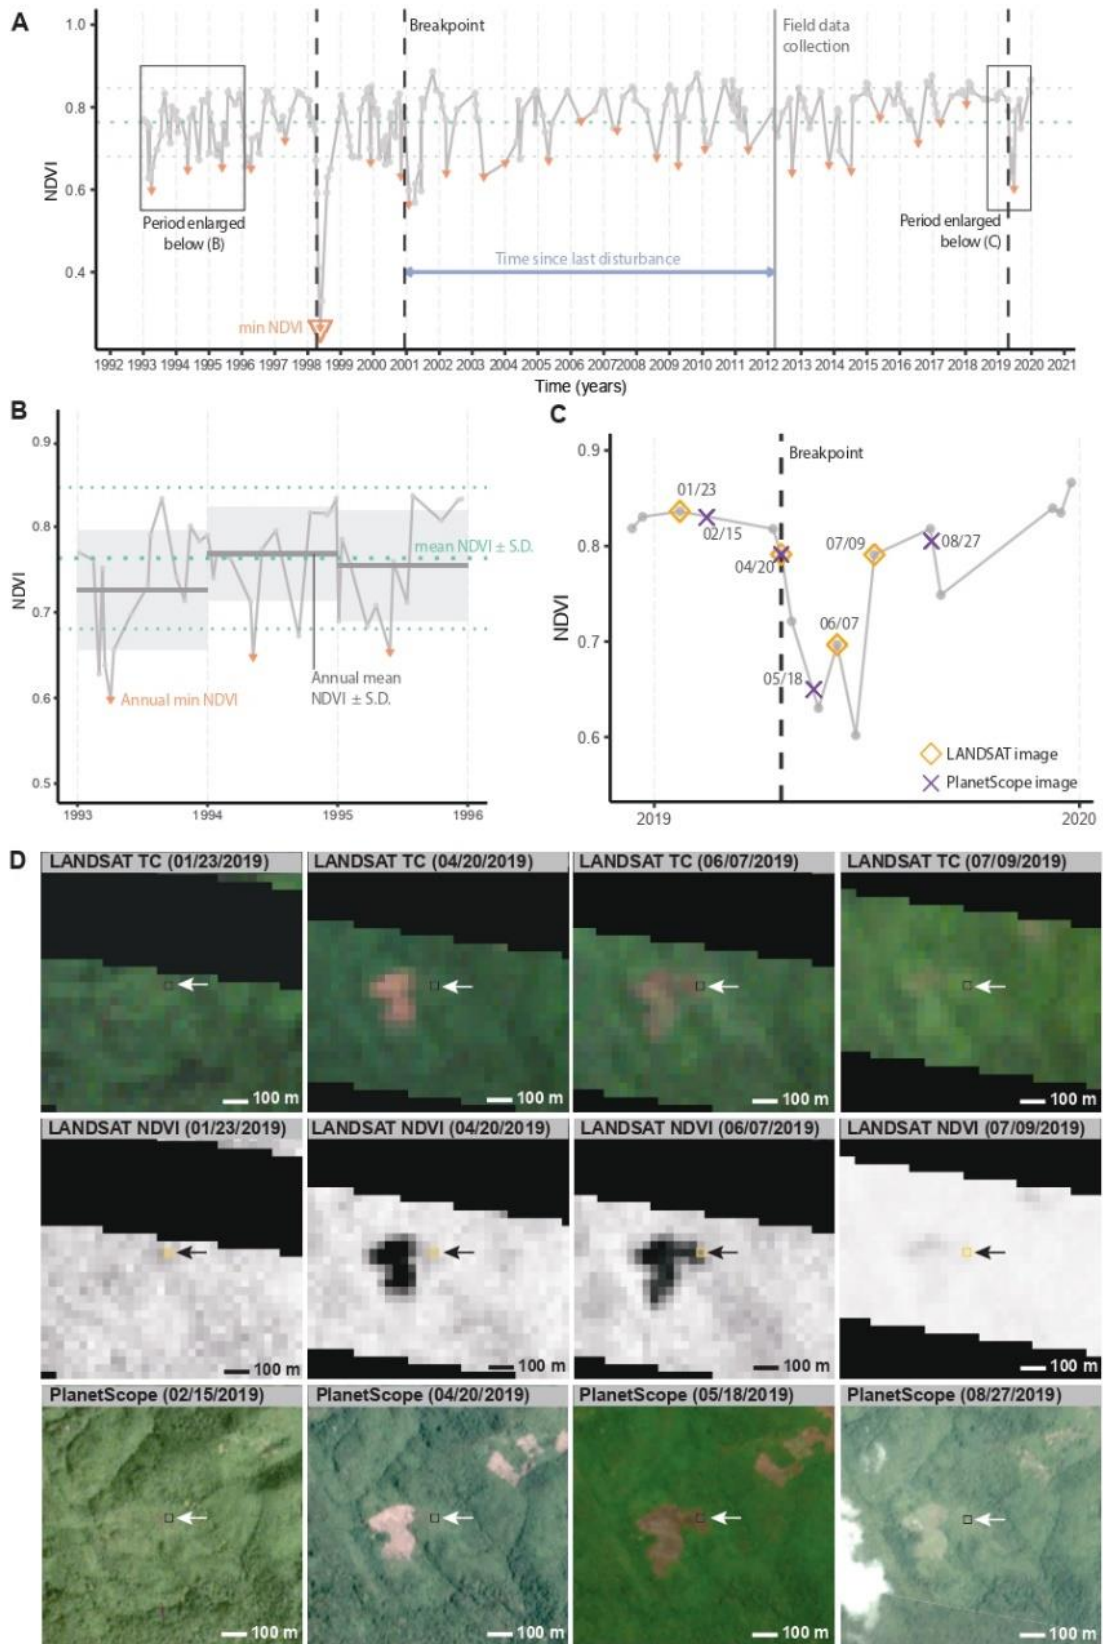 A
1.0
Breakpoint
Field data
collection
0.8
NDVI
0.6
Period enlarged
below (B)
Period enlarged
below (C)
Time since last disturbance
0.4
min NDVI
1992 1993 1994 1995 1996 1997 1998 1999 2000 2001 2002 2003 2004 2005 2006 2007 2008 2009 2010 2011 2012 2013 2014 2015 2016 2017 2018 2019 2020 2021
Time (years)
B
0.9
0.8
mean NDVI ± S.D.
NDVI
0.7
Annual mean
NDVI ± S.D.
0.6
Annual min NDVI
0.5
1993 1994 1995 1996
C
0.9
Breakpoint
01/23
02/15
0.8
07/09
08/27
04/20
NDVI
0.7
06/07
05/18
0.6
LANDSAT image
PlanetScope image
2019 2020
D
LANDSAT TC (01/23/2019) LANDSAT TC (04/20/2019) LANDSAT TC (06/07/2019) LANDSAT TC (07/09/2019)
100 m 100 m 100 m 100 m
LANDSAT NDVI (01/23/2019) LANDSAT NDVI (04/20/2019) LANDSAT NDVI (06/07/2019) LANDSAT NDVI (07/09/2019)
100 m 100 m 100 m 100 m
PlanetScope (02/15/2019) PlanetScope (04/20/2019) PlanetScope (05/18/2019) PlanetScope (08/27/2019)
100 m 100 m 100 m 100 m